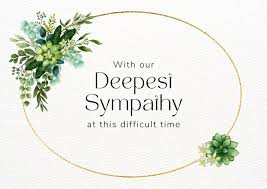 With our
Deepest
Sympathy
at this difficult time